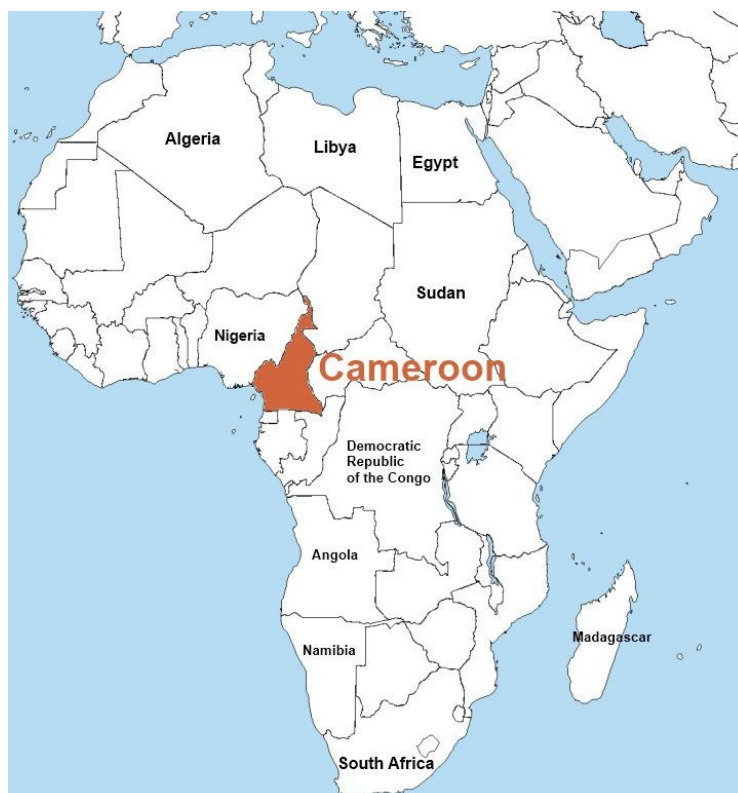 Algeria
Libya
Egypt
Sudan
Nigeria
Cameroon
Democratic
Republic
of the Congo
Angola
Namibia
Madagascar
South Africa